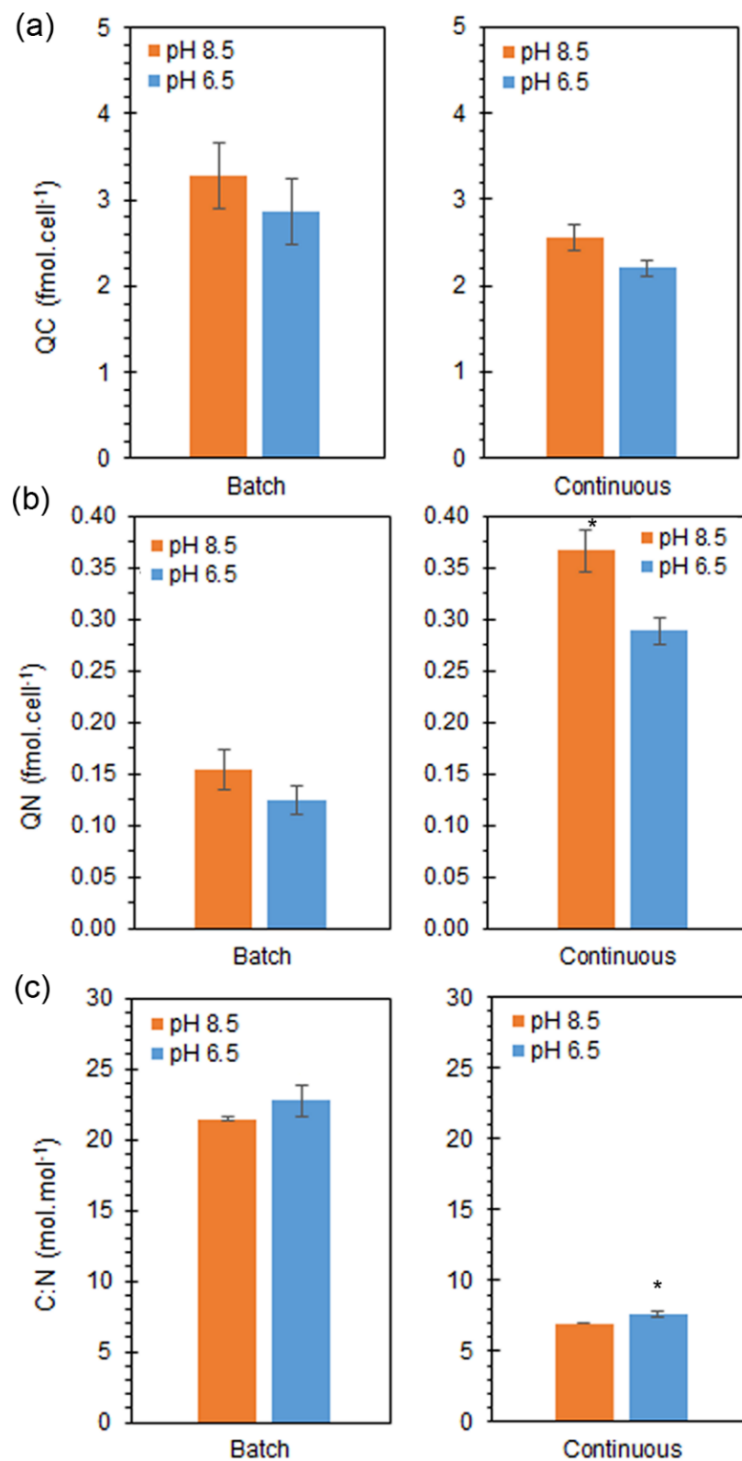 (a)
5
4
3
2
1
0
QC (fmol.cell-1)
pH 8.5
pH 6.5
Batch
5
4
3
2
1
0
pH 8.5
pH 6.5
Continuous
(b)
0.40
0.35
0.30
0.25
0.20
0.15
0.10
0.05
0.00
QN (fmol.cell-1)
pH 8.5
pH 6.5
Batch
0.40
0.35
0.30
0.25
0.20
0.15
0.10
0.05
0.00
*
pH 8.5
pH 6.5
Continuous
(c)
30
25
20
15
10
5
0
C:N (mol.mol-1)
pH 8.5
pH 6.5
Batch
30
25
20
15
10
5
0
pH 8.5
pH 6.5
*
Continuous